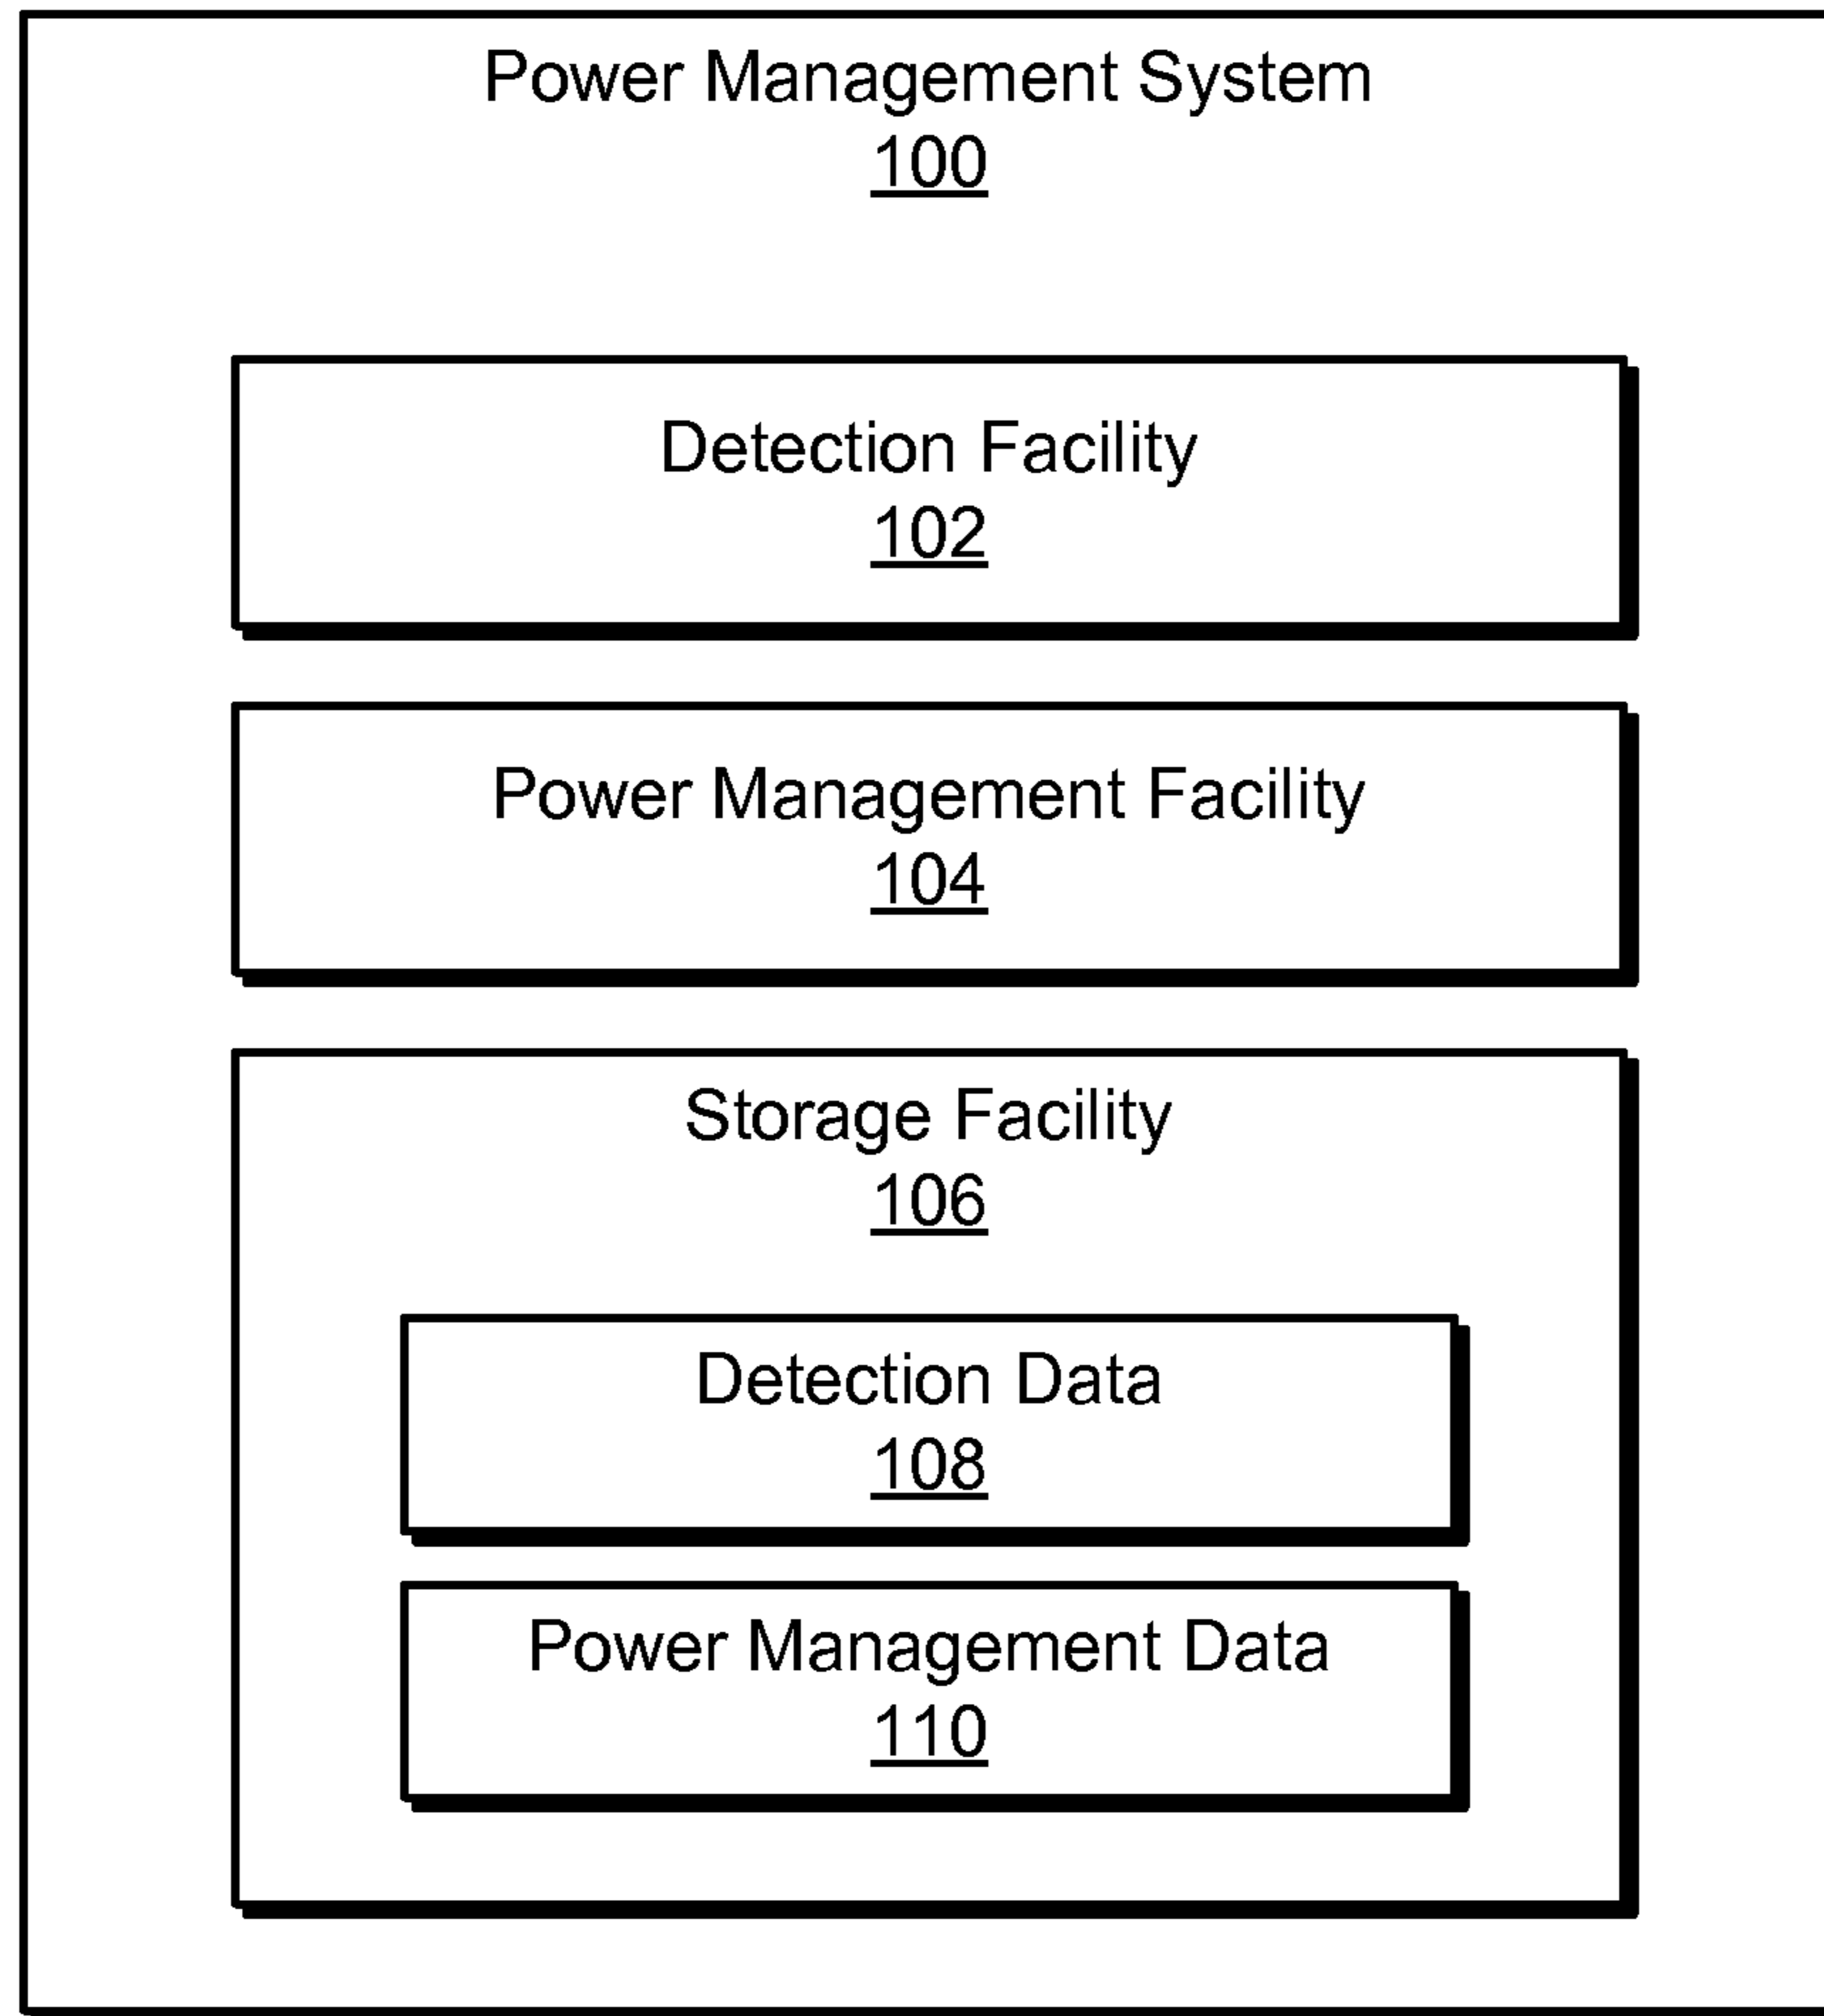 Power Management System
100
Detection Facility
102
Power Management Facility
104
Storage Facility
106
Detection Data
108
Power Management Data
110